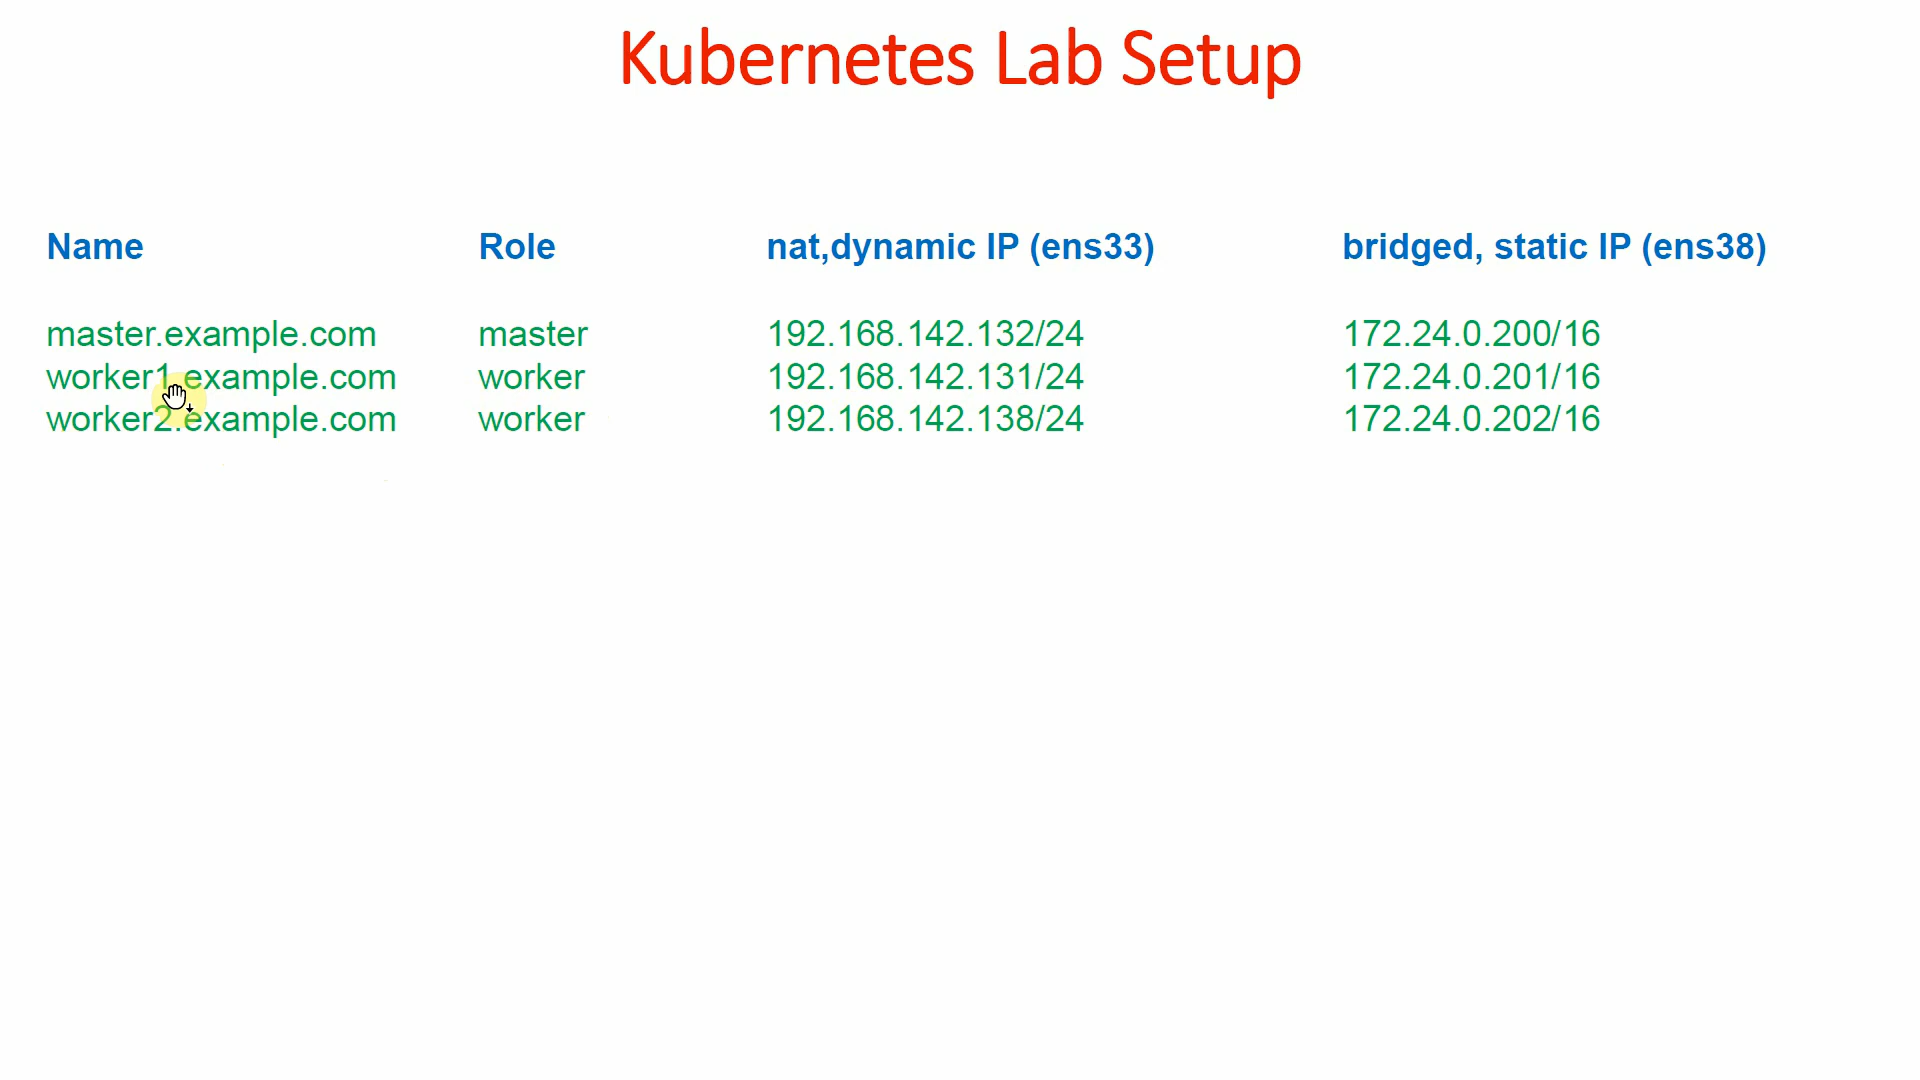 Kubernetes Lab Setup
Name Role nat,dynamic IP (ens33) bridged, static IP (ens38)
master.example.com master 192.168.142.132/24 172.24.0.200/16
worker1.example.com worker 192.168.142.131/24 172.24.0.201/16
worker2.example.com worker 192.168.142.138/24 172.24.0.202/16